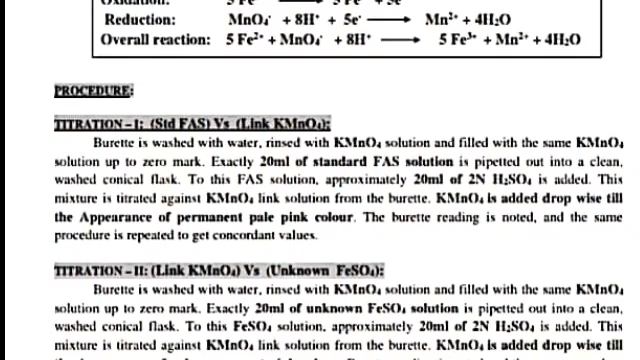 Oxidation: 5 Fe²⁺ 5 Fe³⁺ + 5e⁻
Reduction: MnO₄⁻ + 8H⁺ + 5e⁻ ⟶ Mn²⁺ + 4H₂O
Overall reaction: 5 Fe²⁺ + MnO₄⁻ + 8H⁺ ⟶ 5 Fe³⁺ + Mn²⁺ + 4H₂O
PROCEDURE:
TITRATION – I: (Std FAS) Vs (Link KMnO₄):
Burette is washed with water, rinsed with KMnO₄ solution and filled with the same KMnO₄
solution up to zero mark. Exactly 20ml of standard FAS solution is pipetted out into a clean,
washed conical flask. To this FAS solution, approximately 20ml of 2N H₂SO₄ is added. This
mixture is titrated against KMnO₄ link solution from the burette. KMnO₄ is added drop wise till
the Appearance of permanent pale pink colour. The burette reading is noted, and the same
procedure is repeated to get concordant values.
TITRATION – II: (Link KMnO₄) Vs (Unknown FeSO₄):
Burette is washed with water, rinsed with KMnO₄ solution and filled with the same KMnO₄
solution up to zero mark. Exactly 20ml of unknown FeSO₄ solution is pipetted out into a clean,
washed conical flask. To this FeSO₄ solution, approximately 20ml of 2N H₂SO₄ is added. This
mixture is titrated against KMnO₄ link solution from the burette. KMnO₄ is added drop wise till